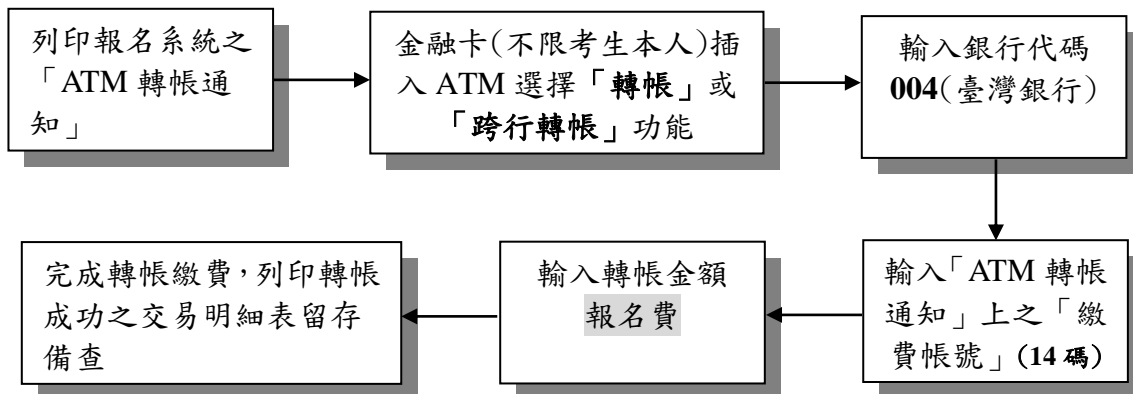 列印報名系統之
「ATM 轉帳通
知」
金融卡(不限考生本人)插
入 ATM 選擇「轉帳」或
「跨行轉帳」功能
輸入銀行代碼
004(臺灣銀行)
輸入「ATM 轉帳
通知」上之「繳
費帳號」(14 碼)
輸入轉帳金額
報名費
完成轉帳繳費，列印轉帳
成功之交易明細表留存
備查